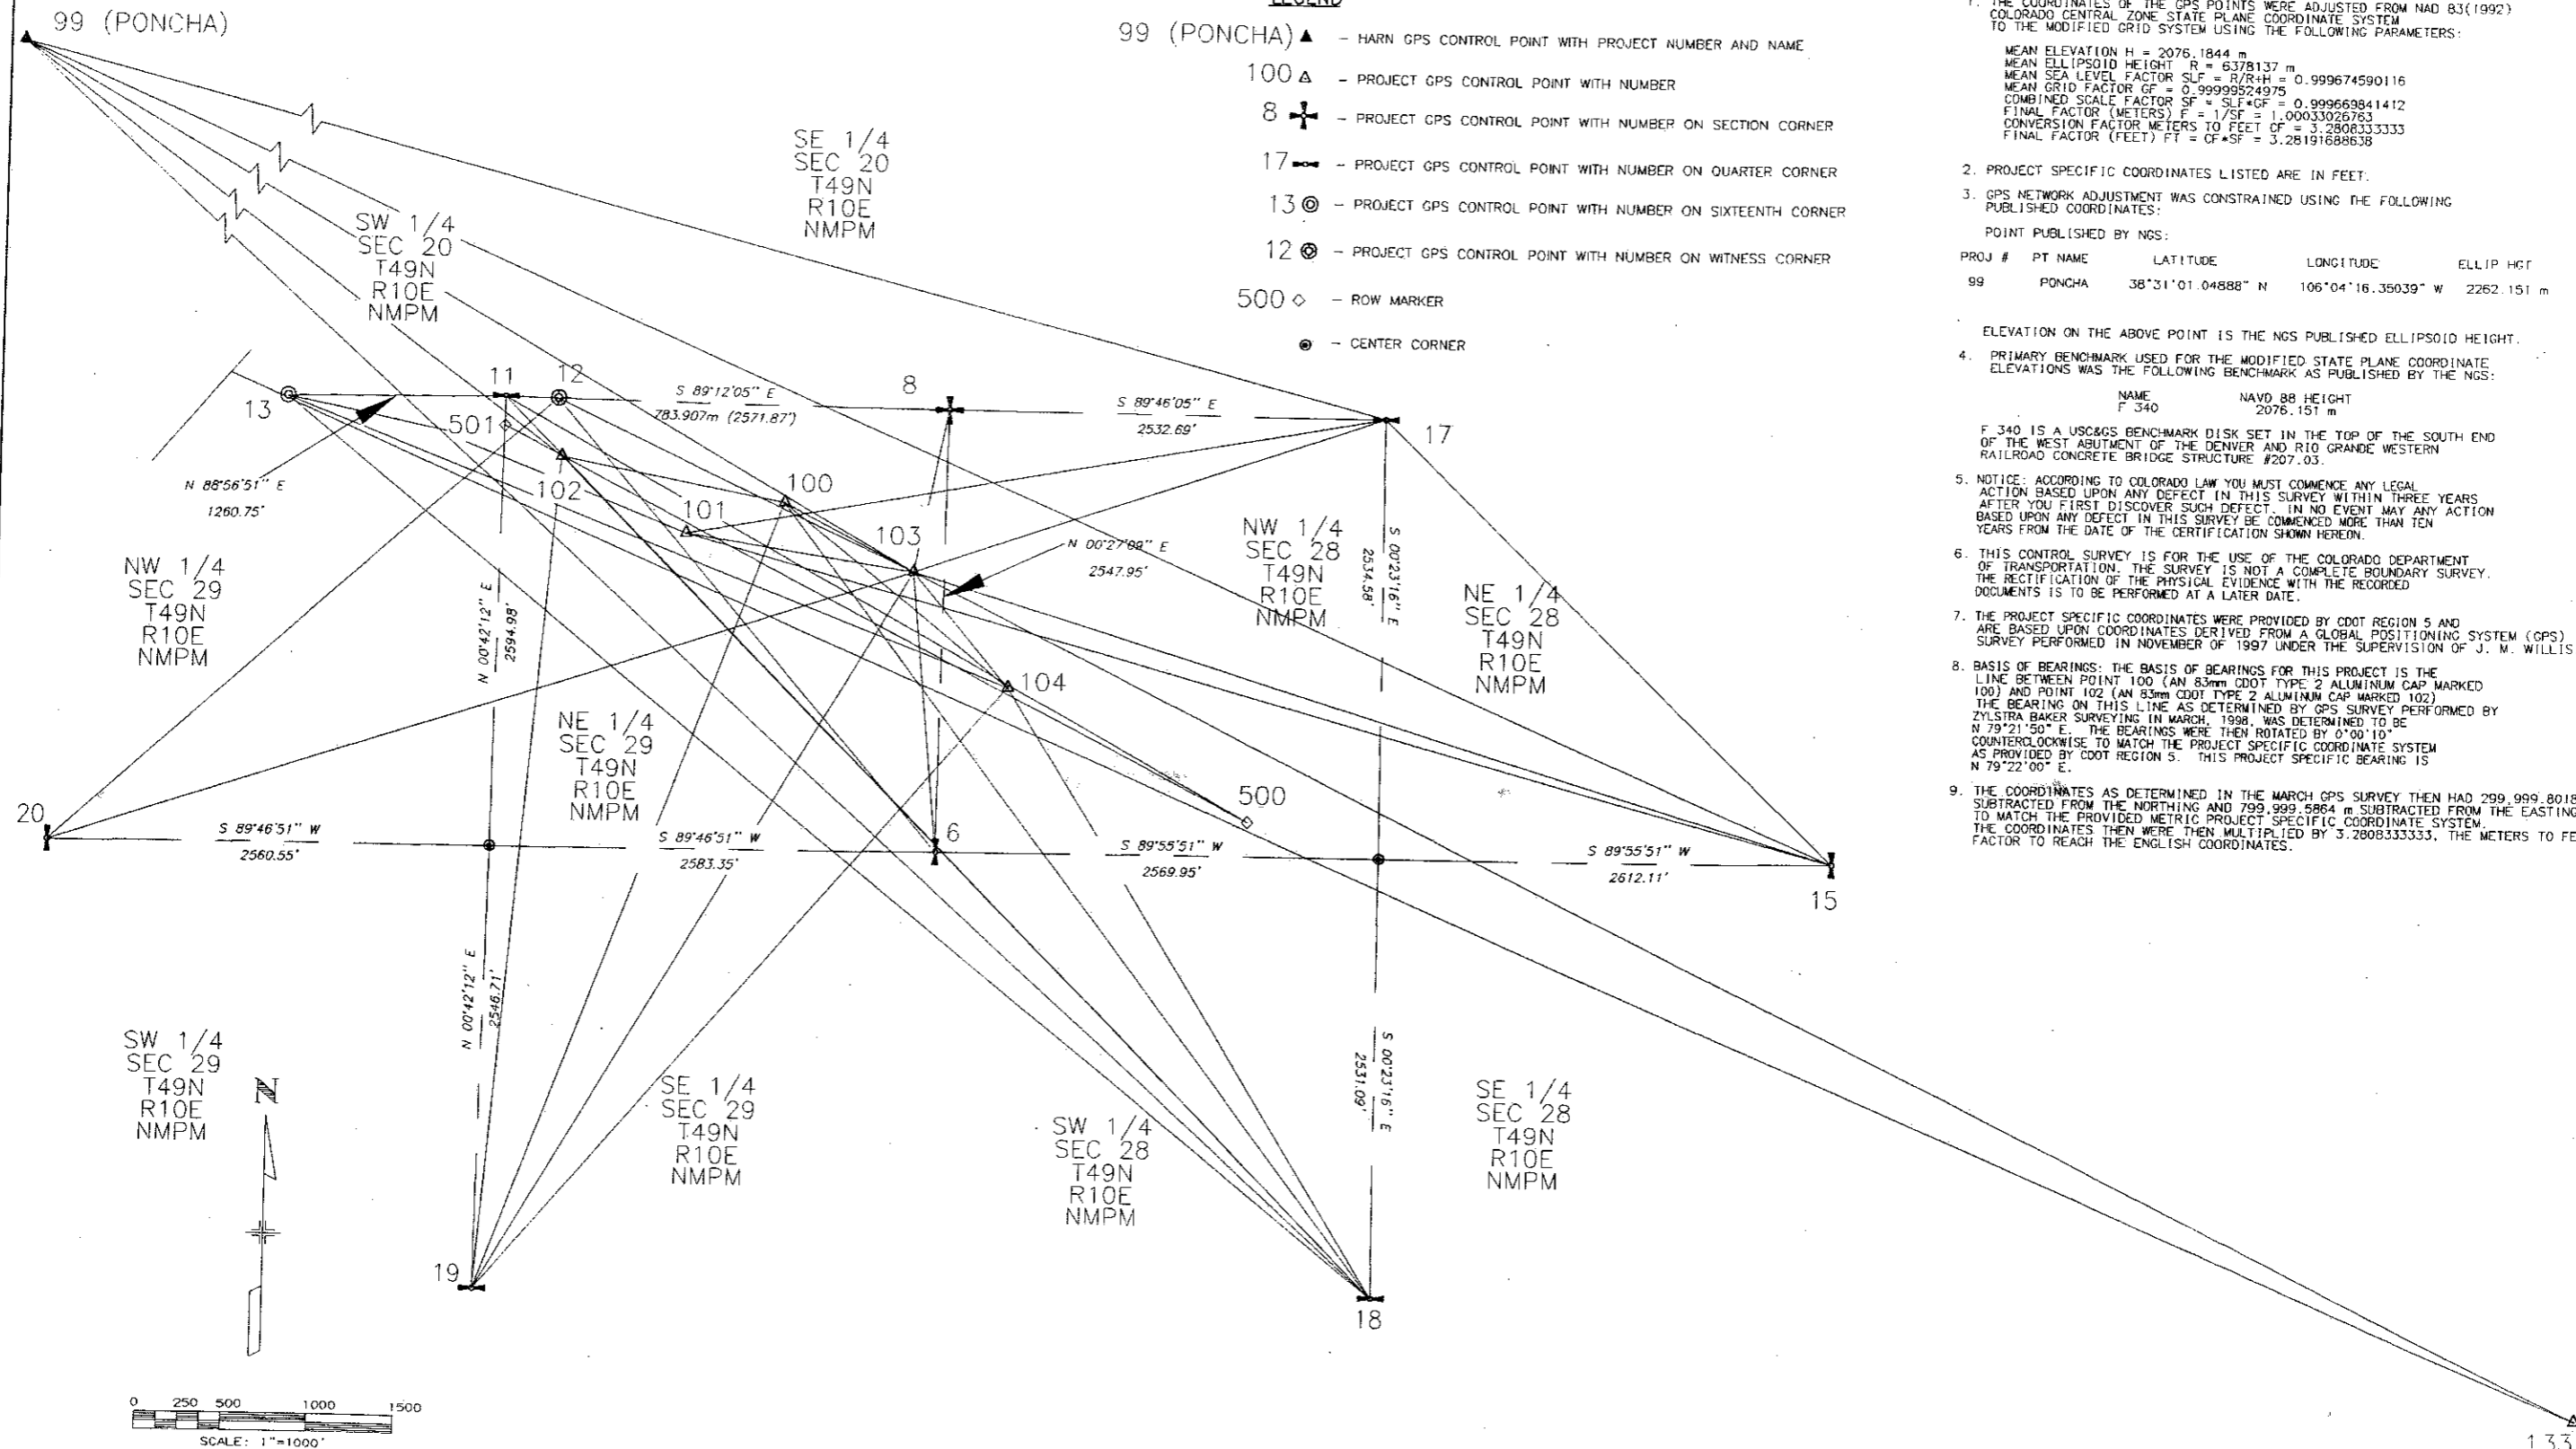 LEGEND
99 (PONCHA)
99 (PONCHA) – HARN GPS CONTROL POINT WITH PROJECT NUMBER AND NAME
100 – PROJECT GPS CONTROL POINT WITH NUMBER
8 – PROJECT GPS CONTROL POINT WITH NUMBER ON SECTION CORNER
17 – PROJECT GPS CONTROL POINT WITH NUMBER ON QUARTER CORNER
13 – PROJECT GPS CONTROL POINT WITH NUMBER ON SIXTEENTH CORNER
12 – PROJECT GPS CONTROL POINT WITH NUMBER ON WITNESS CORNER
500 – ROW MARKER
– CENTER CORNER
SE 1/4
SEC 20
T49N
R10E
NMPM
SW 1/4
SEC 20
T49N
R10E
NMPM
13
11
12
501
S 89°12'05" E
783.907m (2571.87')
8
S 89°46'05" E
2532.69'
17
N 88°56'51" E
1260.75'
102
101
100
103
N 00°27'09" E
2547.95'
NW 1/4
SEC 28
T49N
R10E
NMPM
S 00°23'16" E
2534.58'
NE 1/4
SEC 28
T49N
R10E
NMPM
NW 1/4
SEC 29
T49N
R10E
NMPM
N 00°42'12" E
2594.98'
104
NE 1/4
SEC 29
T49N
R10E
NMPM
500
20
S 89°46'51" W
2560.55'
S 89°46'51" W
2583.35'
6
S 89°55'51" W
2569.95'
S 89°55'51" W
2612.11'
15
N 00°42'12" E
2546.71'
S 00°23'16" E
2531.09'
SW 1/4
SEC 29
T49N
R10E
NMPM
N
SE 1/4
SEC 29
T49N
R10E
NMPM
SW 1/4
SEC 28
T49N
R10E
NMPM
SE 1/4
SEC 28
T49N
R10E
NMPM
19
18
133
0 250 500 1000 1500
SCALE: 1"=1000'
1. THE COORDINATES OF THE GPS POINTS WERE ADJUSTED FROM NAD 83(1992)
COLORADO CENTRAL ZONE STATE PLANE COORDINATE SYSTEM
TO THE MODIFIED GRID SYSTEM USING THE FOLLOWING PARAMETERS:
MEAN ELEVATION H = 2076.1844 m
MEAN ELLIPSOID HEIGHT R = 6378137 m
MEAN SEA LEVEL FACTOR SLF = R/R+H = 0.999674590116
MEAN GRID FACTOR GF = 0.99999524975
COMBINED SCALE FACTOR SF = SLF*GF = 0.999669841412
FINAL FACTOR (METERS) F = 1/SF = 1.00033026763
CONVERSION FACTOR METERS TO FEET CF = 3.2808333333
FINAL FACTOR (FEET) FT = CF*SF = 3.28191688638
2. PROJECT SPECIFIC COORDINATES LISTED ARE IN FEET.
3. GPS NETWORK ADJUSTMENT WAS CONSTRAINED USING THE FOLLOWING
PUBLISHED COORDINATES:
POINT PUBLISHED BY NGS:
PROJ # PT NAME LATITUDE LONGITUDE ELLIP HGT
99 PONCHA 38°31'01.04888" N 106°04'16.35039" W 2262.151 m
ELEVATION ON THE ABOVE POINT IS THE NGS PUBLISHED ELLIPSOID HEIGHT.
4. PRIMARY BENCHMARK USED FOR THE MODIFIED STATE PLANE COORDINATE
ELEVATIONS WAS THE FOLLOWING BENCHMARK AS PUBLISHED BY THE NGS:
NAME NAVD 88 HEIGHT
F 340 2076.151 m
F 340 IS A USC&GS BENCHMARK DISK SET IN THE TOP OF THE SOUTH END
OF THE WEST ABUTMENT OF THE DENVER AND RIO GRANDE WESTERN
RAILROAD CONCRETE BRIDGE STRUCTURE #207.03.
5. NOTICE: ACCORDING TO COLORADO LAW YOU MUST COMMENCE ANY LEGAL
ACTION BASED UPON ANY DEFECT IN THIS SURVEY WITHIN THREE YEARS
AFTER YOU FIRST DISCOVER SUCH DEFECT. IN NO EVENT MAY ANY ACTION
BASED UPON ANY DEFECT IN THIS SURVEY BE COMMENCED MORE THAN TEN
YEARS FROM THE DATE OF THE CERTIFICATION SHOWN HEREON.
6. THIS CONTROL SURVEY IS FOR THE USE OF THE COLORADO DEPARTMENT
OF TRANSPORTATION. THE SURVEY IS NOT A COMPLETE BOUNDARY SURVEY.
THE RECTIFICATION OF THE PHYSICAL EVIDENCE WITH THE RECORDED
DOCUMENTS IS TO BE PERFORMED AT A LATER DATE.
7. THE PROJECT SPECIFIC COORDINATES WERE PROVIDED BY CDOT REGION 5 AND
ARE BASED UPON COORDINATES DERIVED FROM A GLOBAL POSITIONING SYSTEM (GPS)
SURVEY PERFORMED IN NOVEMBER OF 1997 UNDER THE SUPERVISION OF J. M. WILLIS
8. BASIS OF BEARINGS: THE BASIS OF BEARINGS FOR THIS PROJECT IS THE
LINE BETWEEN POINT 100 (AN 83mm CDOT TYPE 2 ALUMINUM CAP MARKED
100) AND POINT 102 (AN 83mm CDOT TYPE 2 ALUMINUM CAP MARKED 102)
THE BEARING ON THIS LINE AS DETERMINED BY GPS SURVEY PERFORMED BY
ZYLSTRA BAKER SURVEYING IN MARCH, 1998, WAS DETERMINED TO BE
N 79°21'50" E. THE BEARINGS WERE THEN ROTATED BY 0°00'10"
COUNTERCLOCKWISE TO MATCH THE PROJECT SPECIFIC COORDINATE SYSTEM
AS PROVIDED BY CDOT REGION 5. THIS PROJECT SPECIFIC BEARING IS
N 79°22'00" E.
9. THE COORDINATES AS DETERMINED IN THE MARCH GPS SURVEY THEN HAD 299,999.8018
SUBTRACTED FROM THE NORTHING AND 799,999.5864 m SUBTRACTED FROM THE EASTING
TO MATCH THE PROVIDED METRIC PROJECT SPECIFIC COORDINATE SYSTEM.
THE COORDINATES THEN WERE THEN MULTIPLIED BY 3.2808333333, THE METERS TO FE
FACTOR TO REACH THE ENGLISH COORDINATES.